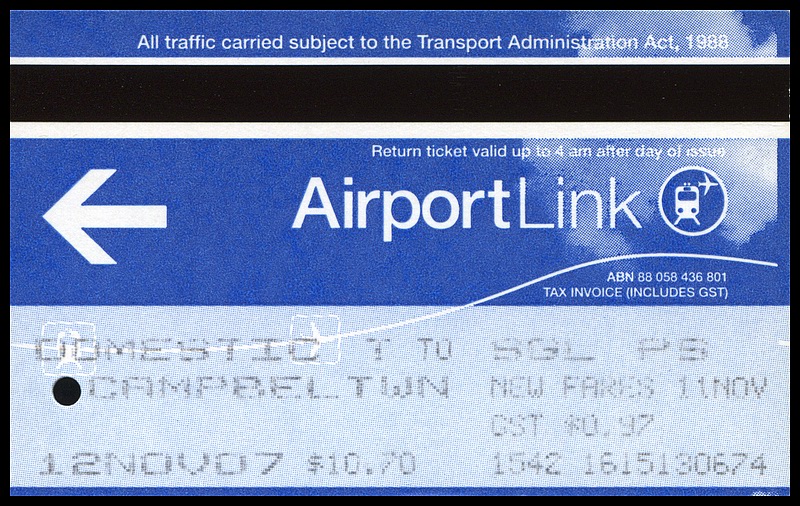 All traffic carried subject to the Transport Administration Act, 1988
Return ticket valid up to 4 am after day of issue
AirportLink
ABN 88 058 436 801
TAX INVOICE (INCLUDES GST)
DOMESTIC Y TO SGL PS
CAMPBELTWN NEW FARES 11NOV
GST $0.97
12NOV07 $10.70 1542 1615130674